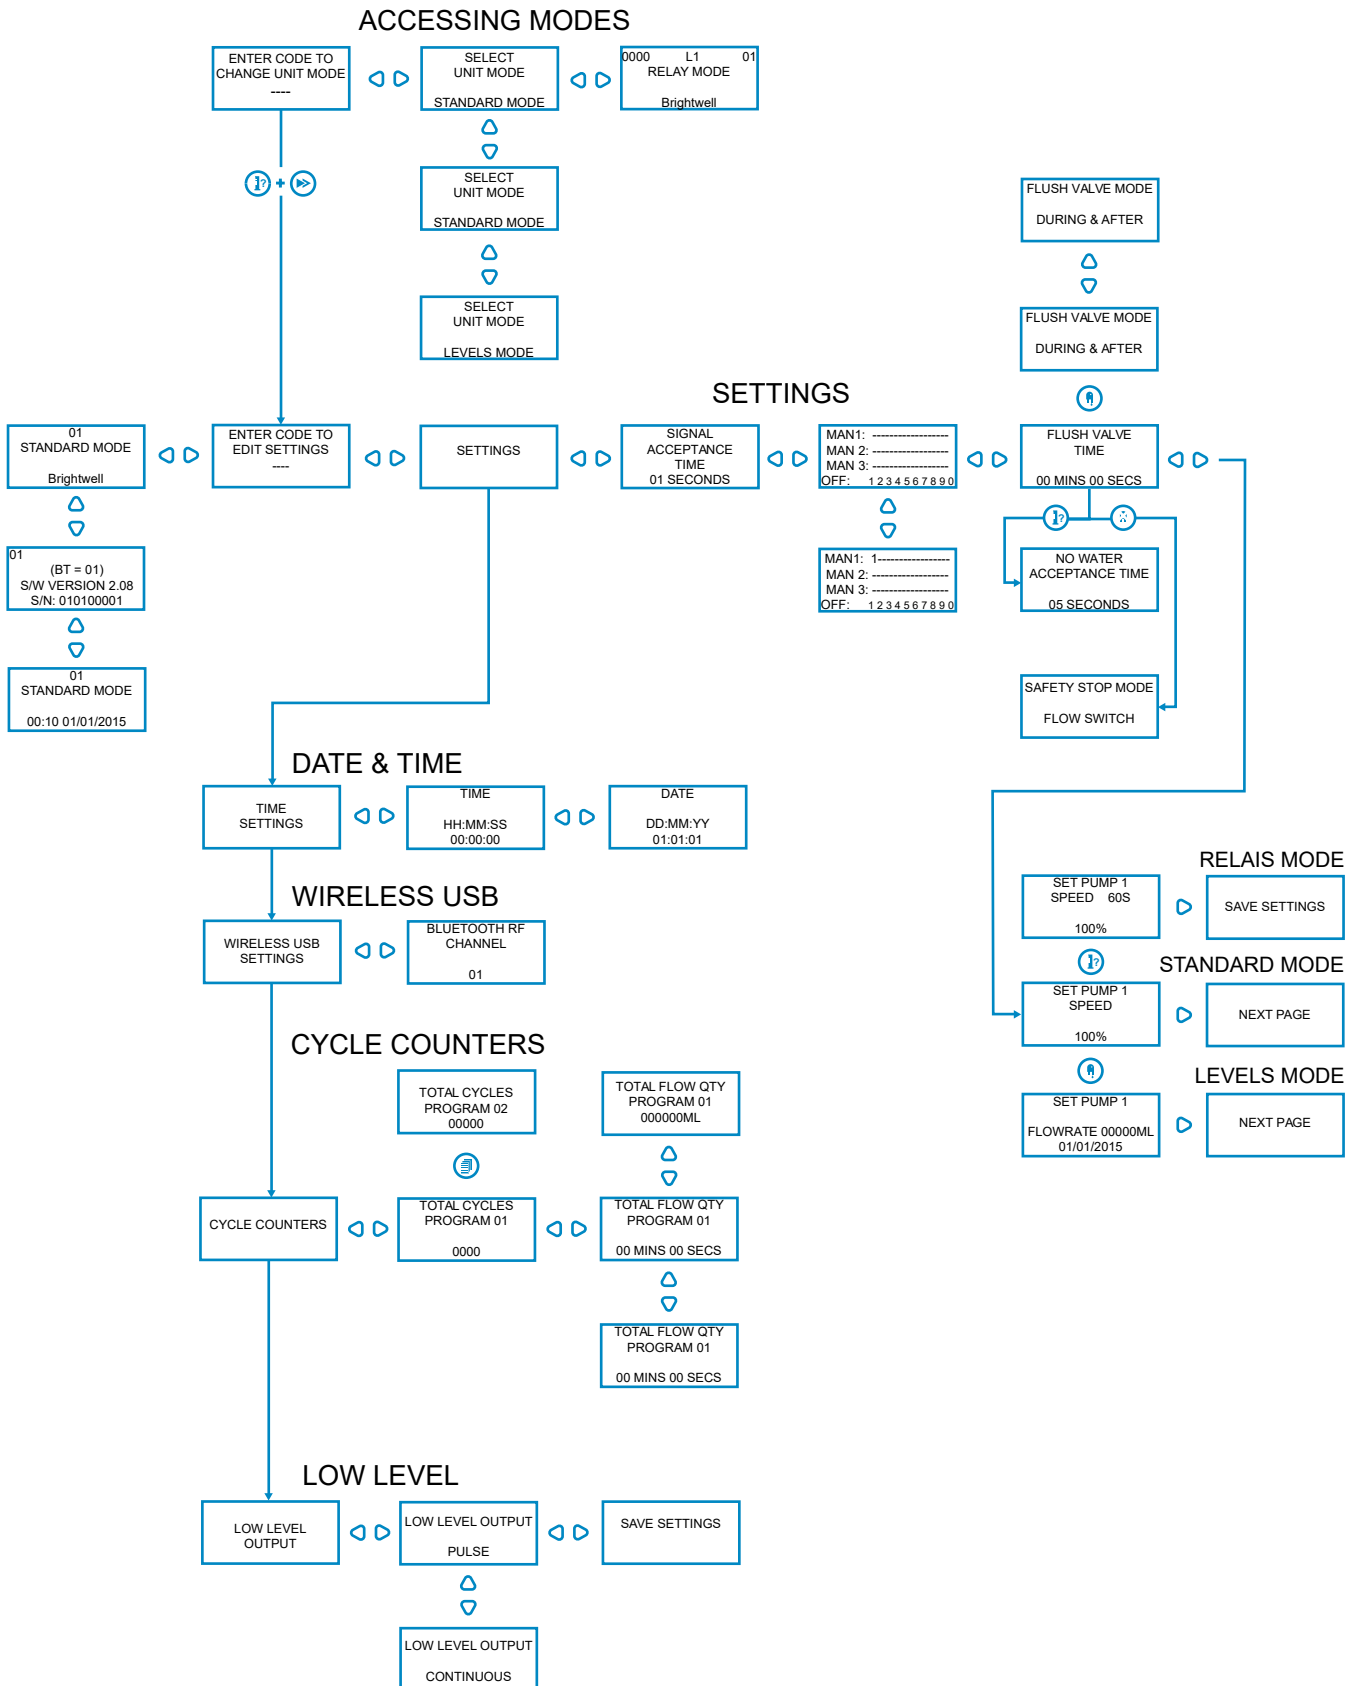 ACCESSING MODES
ENTER CODE TO
CHANGE UNIT MODE
----
SELECT
UNIT MODE
STANDARD MODE
0000 L1 01
RELAY MODE
Brightwell
SELECT
UNIT MODE
STANDARD MODE
SELECT
UNIT MODE
LEVELS MODE
FLUSH VALVE MODE
DURING & AFTER
FLUSH VALVE MODE
DURING & AFTER
SETTINGS
01
STANDARD MODE
Brightwell
ENTER CODE TO
EDIT SETTINGS
----
SETTINGS
SIGNAL
ACCEPTANCE
TIME
01 SECONDS
MAN1: ------------------
MAN 2: ------------------
MAN 3: ------------------
OFF: 1 2 3 4 5 6 7 8 9 0
FLUSH VALVE
TIME
00 MINS 00 SECS
01
(BT = 01)
S/W VERSION 2.08
S/N: 010100001
MAN1: 1-----------------
MAN 2: ------------------
MAN 3: ------------------
OFF: 1 2 3 4 5 6 7 8 9 0
NO WATER
ACCEPTANCE TIME
05 SECONDS
01
STANDARD MODE
00:10 01/01/2015
SAFETY STOP MODE
FLOW SWITCH
DATE & TIME
TIME
SETTINGS
TIME
HH:MM:SS
00:00:00
DATE
DD:MM:YY
01:01:01
WIRELESS USB
WIRELESS USB
SETTINGS
BLUETOOTH RF
CHANNEL
01
RELAIS MODE
SET PUMP 1
SPEED 60S
100%
SAVE SETTINGS
STANDARD MODE
SET PUMP 1
SPEED
100%
NEXT PAGE
LEVELS MODE
SET PUMP 1
FLOWRATE 00000ML
01/01/2015
NEXT PAGE
CYCLE COUNTERS
TOTAL CYCLES
PROGRAM 02
00000
TOTAL FLOW QTY
PROGRAM 01
000000ML
CYCLE COUNTERS
TOTAL CYCLES
PROGRAM 01
0000
TOTAL FLOW QTY
PROGRAM 01
00 MINS 00 SECS
TOTAL FLOW QTY
PROGRAM 01
00 MINS 00 SECS
LOW LEVEL
LOW LEVEL
OUTPUT
LOW LEVEL OUTPUT
PULSE
SAVE SETTINGS
LOW LEVEL OUTPUT
CONTINUOUS